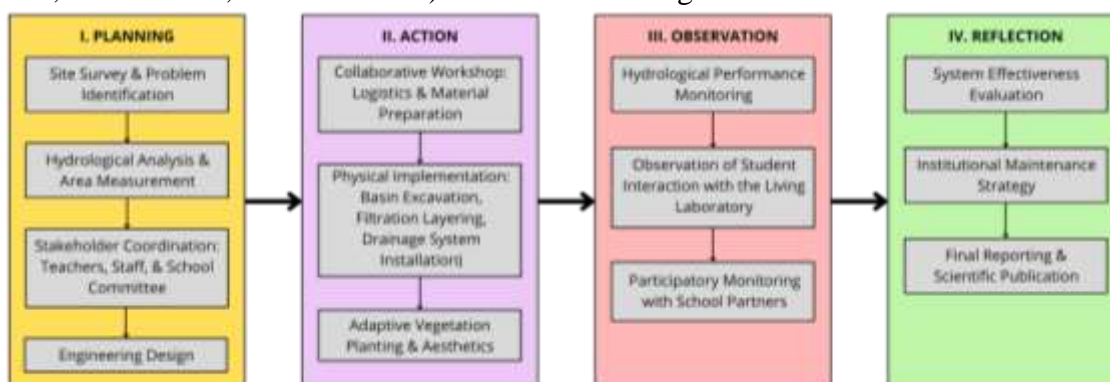 I. PLANNING
Site Survey & Problem
Identification
Hydrological Analysis &
Area Measurement
Stakeholder Coordination:
Teachers, Staff, & School
Committee
Engineering Design
II. ACTION
Collaborative Workshop:
Logistics & Material
Preparation
Physical Implementation:
Basin Excavation,
Filtration Layering,
Drainage System
Installation)
Adaptive Vegetation
Planting & Aesthetics
III. OBSERVATION
Hydrological Performance
Monitoring
Observation of Student
Interaction with the Living
Laboratory
Participatory Monitoring
with School Partners
IV. REFLECTION
System Effectiveness
Evaluation
Institutional Maintenance
Strategy
Final Reporting &
Scientific Publication